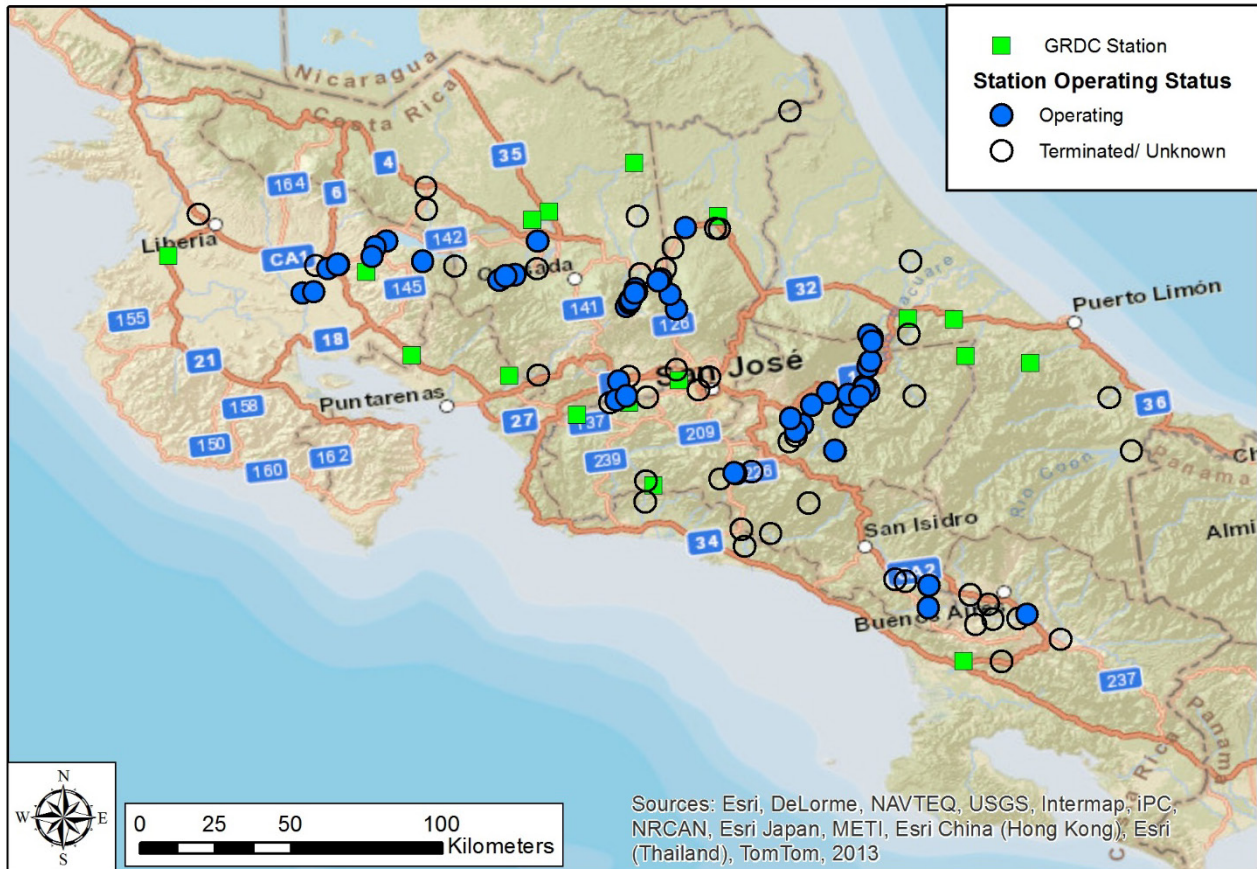 GRDC Station
Station Operating Status
Operating
Terminated/ Unknown
Nicaragua
Costa Rica
4
35
164
6
Liberia
142
CA1
145
141
32
Puerto Limón
155
126
18
21
San José
36
158
Puntarenas
27
137
209
150
162
160
239
226
Panama
San Isidro
34
Buenos Aires
237
Panama
N
W
E
S
0
25
50
100
Kilometers
Sources: Esri, DeLorme, NAVTEQ, USGS, Intermap, iPC,
NRCAN, Esri Japan, METI, Esri China (Hong Kong), Esri
(Thailand), TomTom, 2013